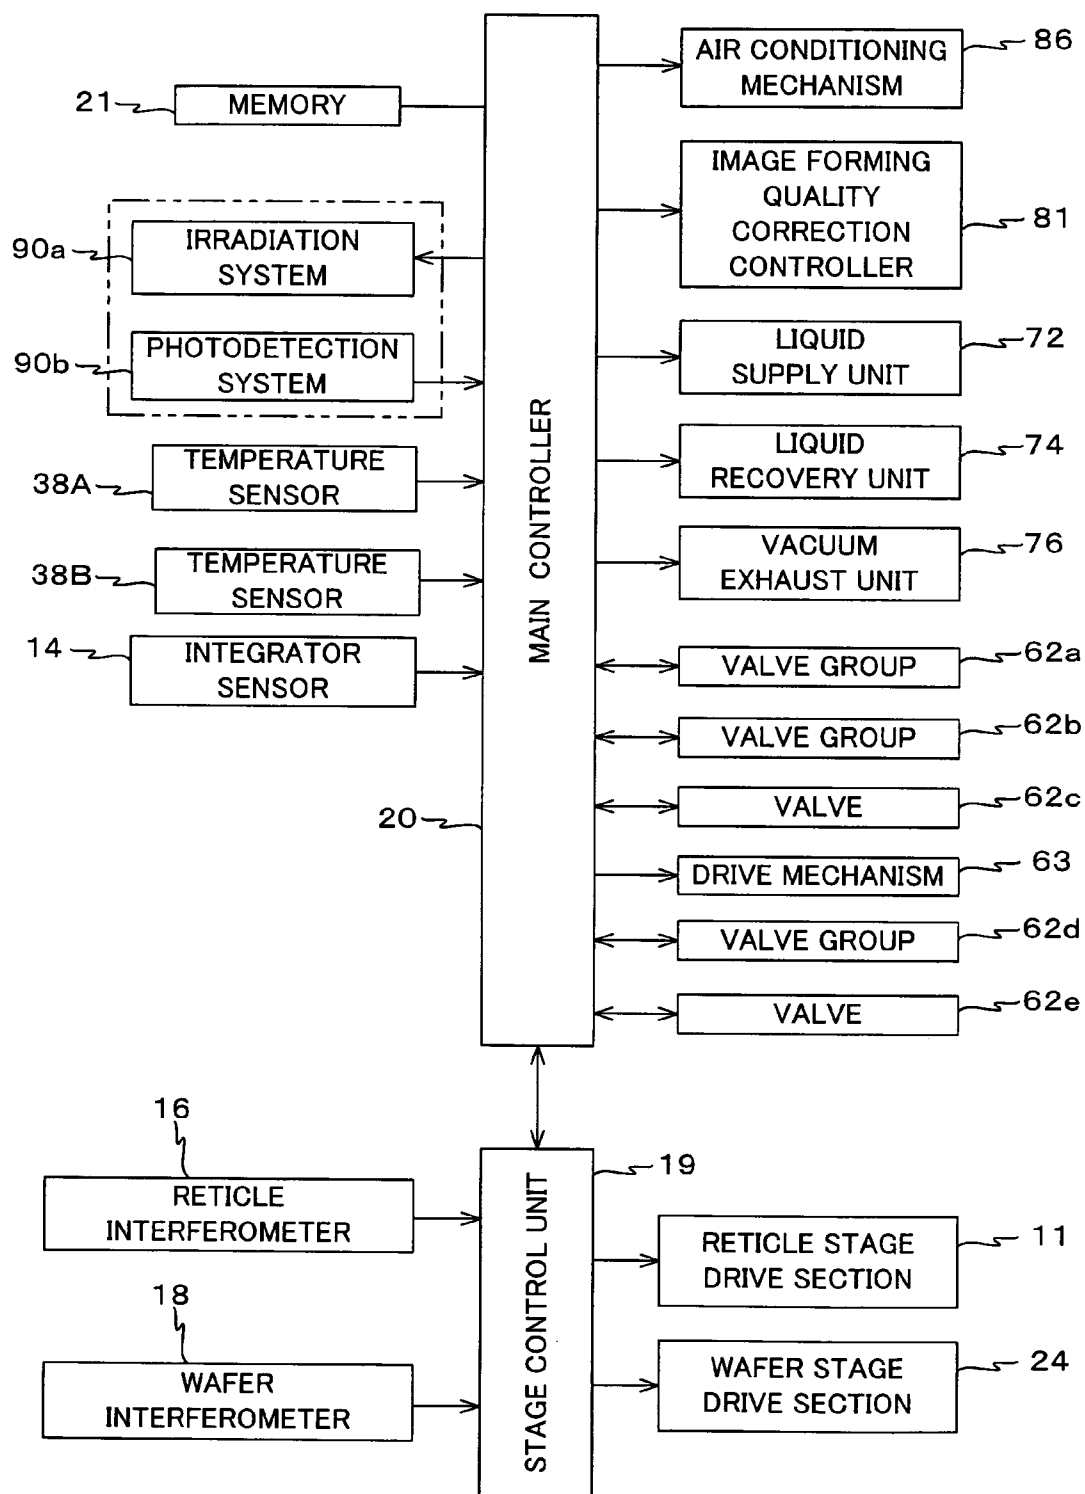 86
AIR CONDITIONING
MECHANISM
21
MEMORY
IMAGE FORMING
QUALITY
CORRECTION
CONTROLLER
81
90a
IRRADIATION
SYSTEM
90b
PHOTODETECTION
SYSTEM
LIQUID
SUPPLY UNIT
72
38A
TEMPERATURE
SENSOR
LIQUID
RECOVERY UNIT
74
38B
TEMPERATURE
SENSOR
VACUUM
EXHAUST UNIT
76
14
INTEGRATOR
SENSOR
MAIN CONTROLLER
20
VALVE GROUP
62a
VALVE GROUP
62b
VALVE
62c
DRIVE MECHANISM
63
VALVE GROUP
62d
VALVE
62e
16
RETICLE
INTERFEROMETER
18
WAFER
INTERFEROMETER
STAGE CONTROL UNIT
19
RETICLE STAGE
DRIVE SECTION
11
WAFER STAGE
DRIVE SECTION
24